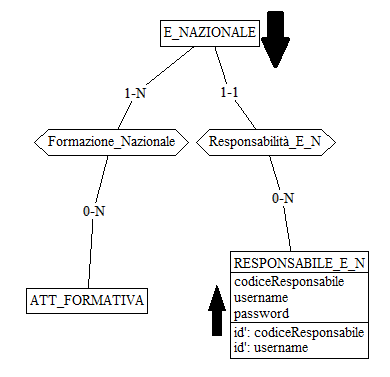 E_NAZIONALE
1-N
1-1
Formazione_Nazionale
Responsabilità_E_N
0-N
0-N
RESPONSABILE_E_N
codiceResponsabile
username
password
id': codiceResponsabile
id': username
ATT_FORMATIVA